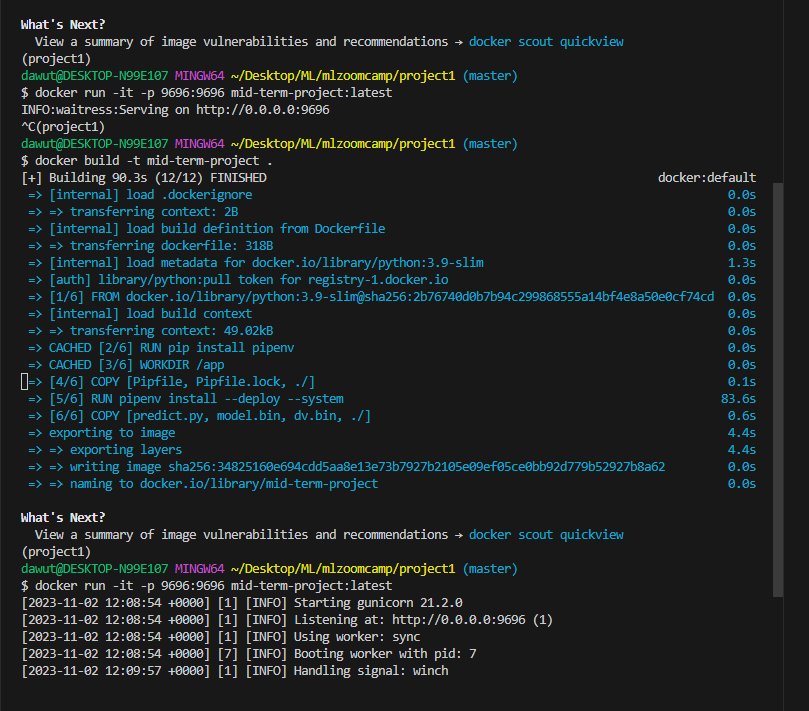 What's Next?
View a summary of image vulnerabilities and recommendations → docker scout quickview
(project1)
dawut@DESKTOP-N99E107 MINGW64 ~/Desktop/ML/mlzoomcamp/project1 (master)
$ docker run -it -p 9696:9696 mid-term-project:latest
INFO:waitress:Serving on http://0.0.0.0:9696
^C(project1)
dawut@DESKTOP-N99E107 MINGW64 ~/Desktop/ML/mlzoomcamp/project1 (master)
$ docker build -t mid-term-project .
[+] Building 90.3s (12/12) FINISHED docker:default
=> [internal] load .dockerignore 0.0s
=> => transferring context: 2B 0.0s
=> [internal] load build definition from Dockerfile 0.0s
=> => transferring dockerfile: 318B 0.0s
=> [internal] load metadata for docker.io/library/python:3.9-slim 1.3s
=> [auth] library/python:pull token for registry-1.docker.io 0.0s
=> [1/6] FROM docker.io/library/python:3.9-slim@sha256:2b76740d0b7b94c299868555a14bf4e8a50e0cf74cd 0.0s
=> [internal] load build context 0.0s
=> => transferring context: 49.02kB 0.0s
=> CACHED [2/6] RUN pip install pipenv 0.0s
=> CACHED [3/6] WORKDIR /app 0.0s
=> [4/6] COPY [Pipfile, Pipfile.lock, ./] 0.1s
=> [5/6] RUN pipenv install --deploy --system 83.6s
=> [6/6] COPY [predict.py, model.bin, dv.bin, ./] 0.6s
=> exporting to image 4.4s
=> => exporting layers 4.4s
=> => writing image sha256:34825160e694cdd5aa8e13e73b7927b2105e09ef05ce0bb92d779b52927b8a62 0.0s
=> => naming to docker.io/library/mid-term-project 0.0s
What's Next?
View a summary of image vulnerabilities and recommendations → docker scout quickview
(project1)
dawut@DESKTOP-N99E107 MINGW64 ~/Desktop/ML/mlzoomcamp/project1 (master)
$ docker run -it -p 9696:9696 mid-term-project:latest
[2023-11-02 12:08:54 +0000] [1] [INFO] Starting gunicorn 21.2.0
[2023-11-02 12:08:54 +0000] [1] [INFO] Listening at: http://0.0.0.0:9696 (1)
[2023-11-02 12:08:54 +0000] [1] [INFO] Using worker: sync
[2023-11-02 12:08:54 +0000] [7] [INFO] Booting worker with pid: 7
[2023-11-02 12:09:57 +0000] [1] [INFO] Handling signal: winch